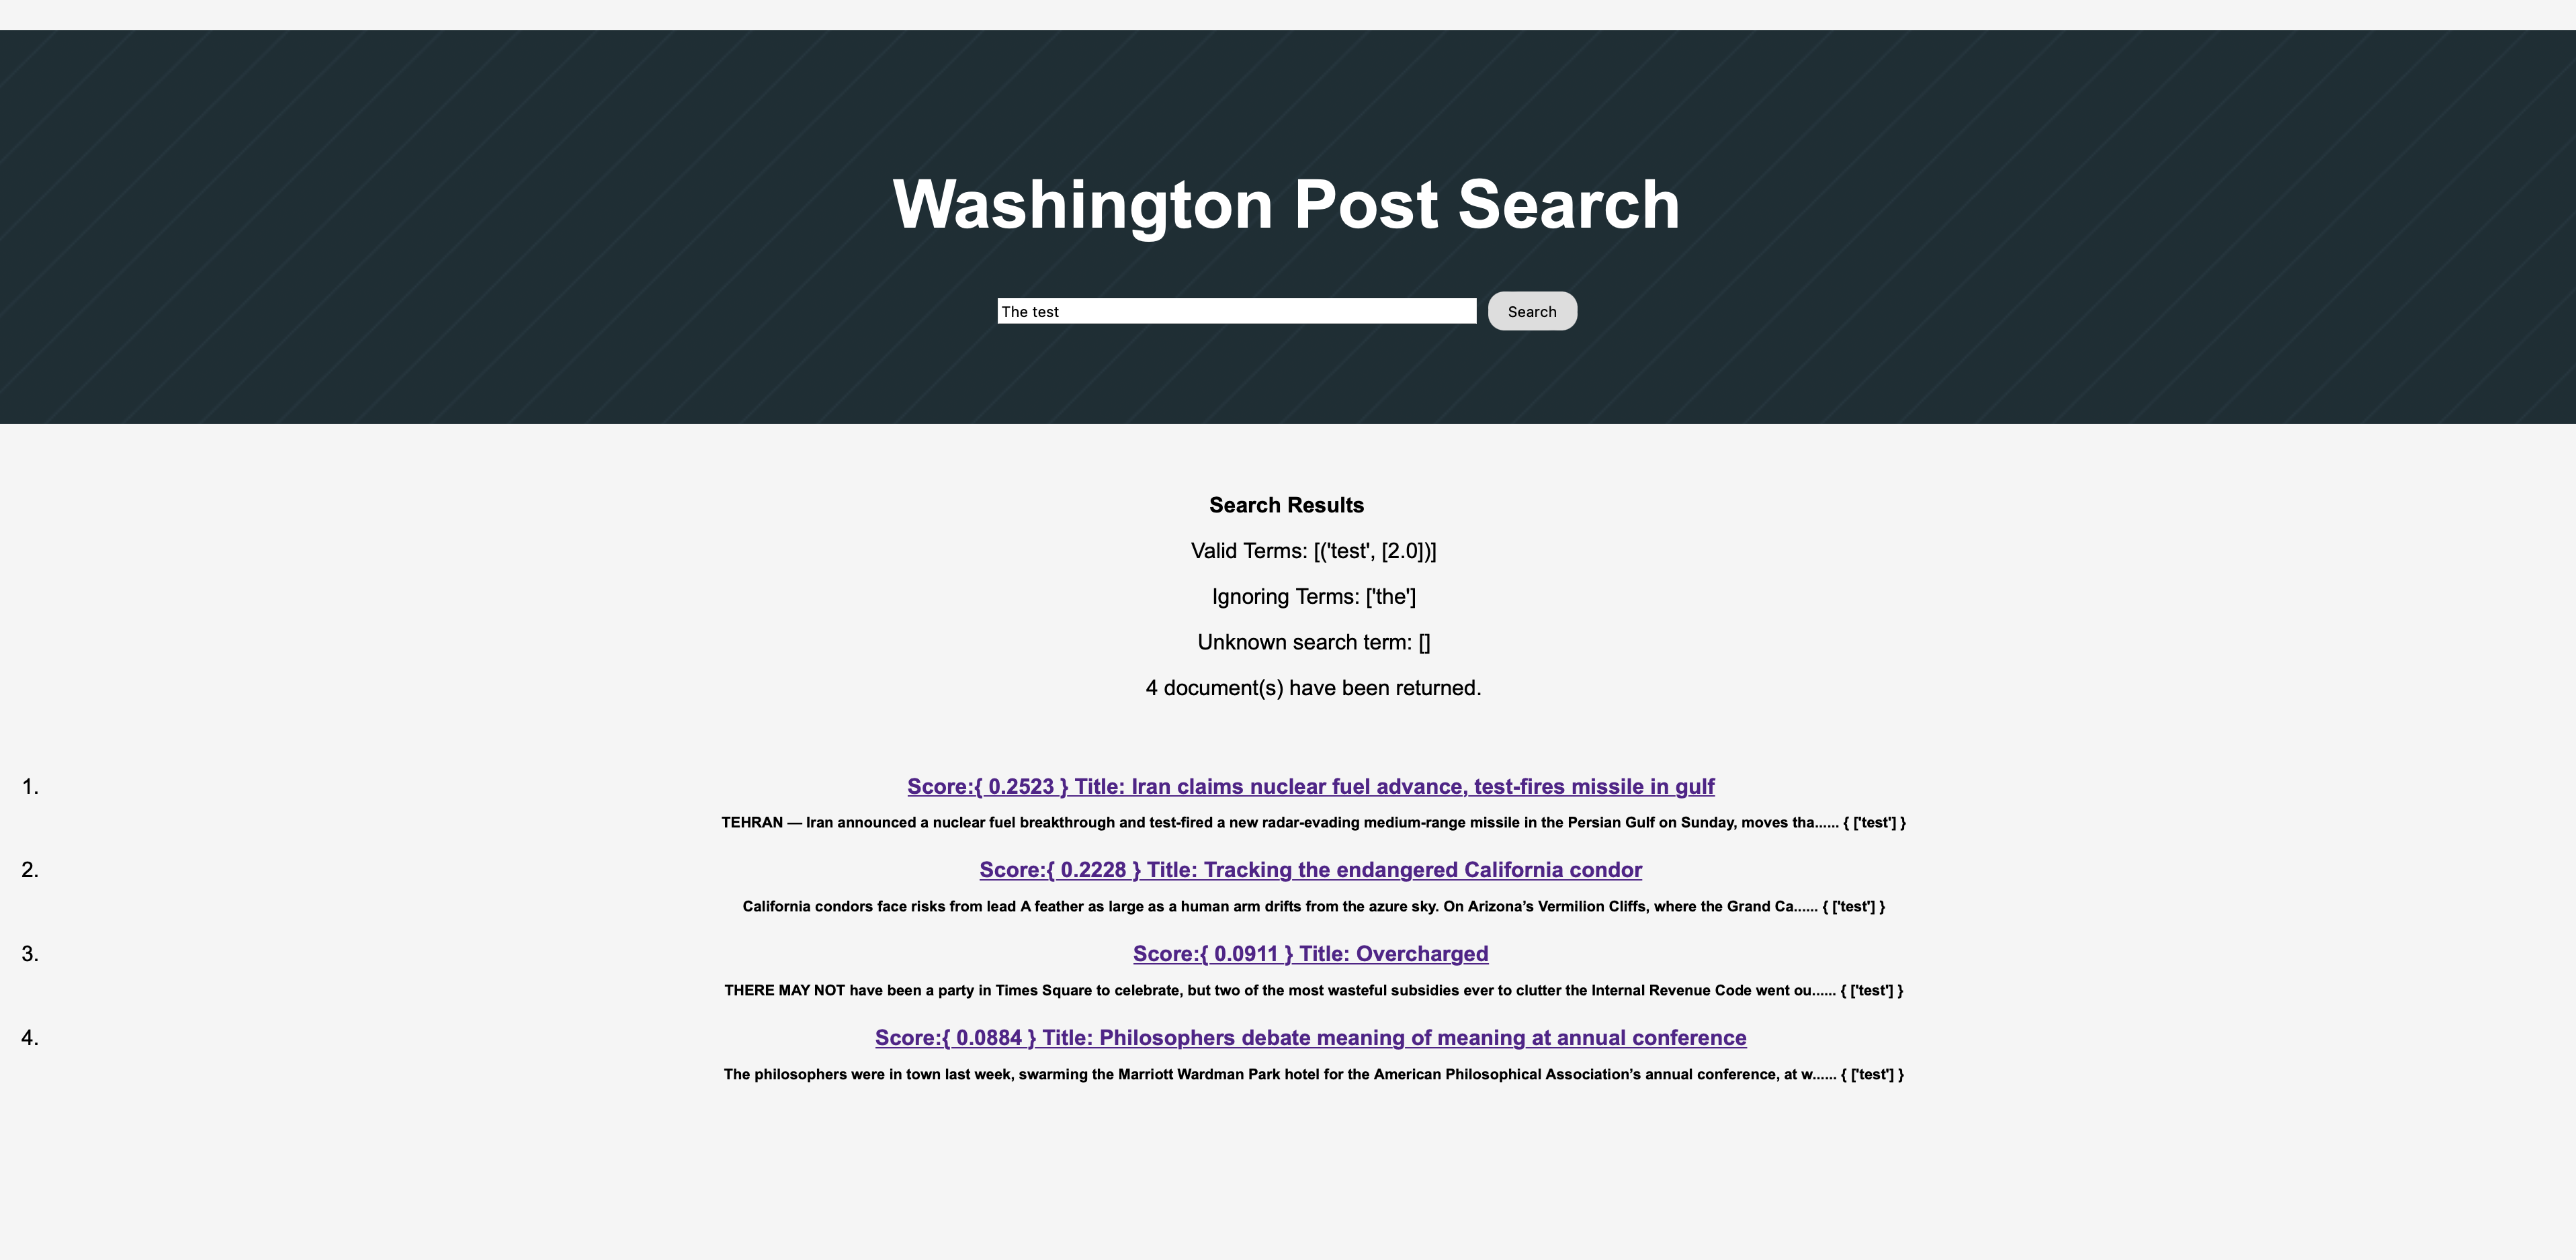 Washington Post Search
The test
Search
Search Results
Valid Terms: [('test', [2.0])]
Ignoring Terms: ['the']
Unknown search term: []
4 document(s) have been returned.
1. Score:{ 0.2523 } Title: Iran claims nuclear fuel advance, test-fires missile in gulf
TEHRAN — Iran announced a nuclear fuel breakthrough and test-fired a new radar-evading medium-range missile in the Persian Gulf on Sunday, moves tha...... { ['test'] }
2. Score:{ 0.2228 } Title: Tracking the endangered California condor
California condors face risks from lead A feather as large as a human arm drifts from the azure sky. On Arizona’s Vermilion Cliffs, where the Grand Ca...... { ['test'] }
3. Score:{ 0.0911 } Title: Overcharged
THERE MAY NOT have been a party in Times Square to celebrate, but two of the most wasteful subsidies ever to clutter the Internal Revenue Code went ou...... { ['test'] }
4. Score:{ 0.0884 } Title: Philosophers debate meaning of meaning at annual conference
The philosophers were in town last week, swarming the Marriott Wardman Park hotel for the American Philosophical Association’s annual conference, at w...... { ['test'] }